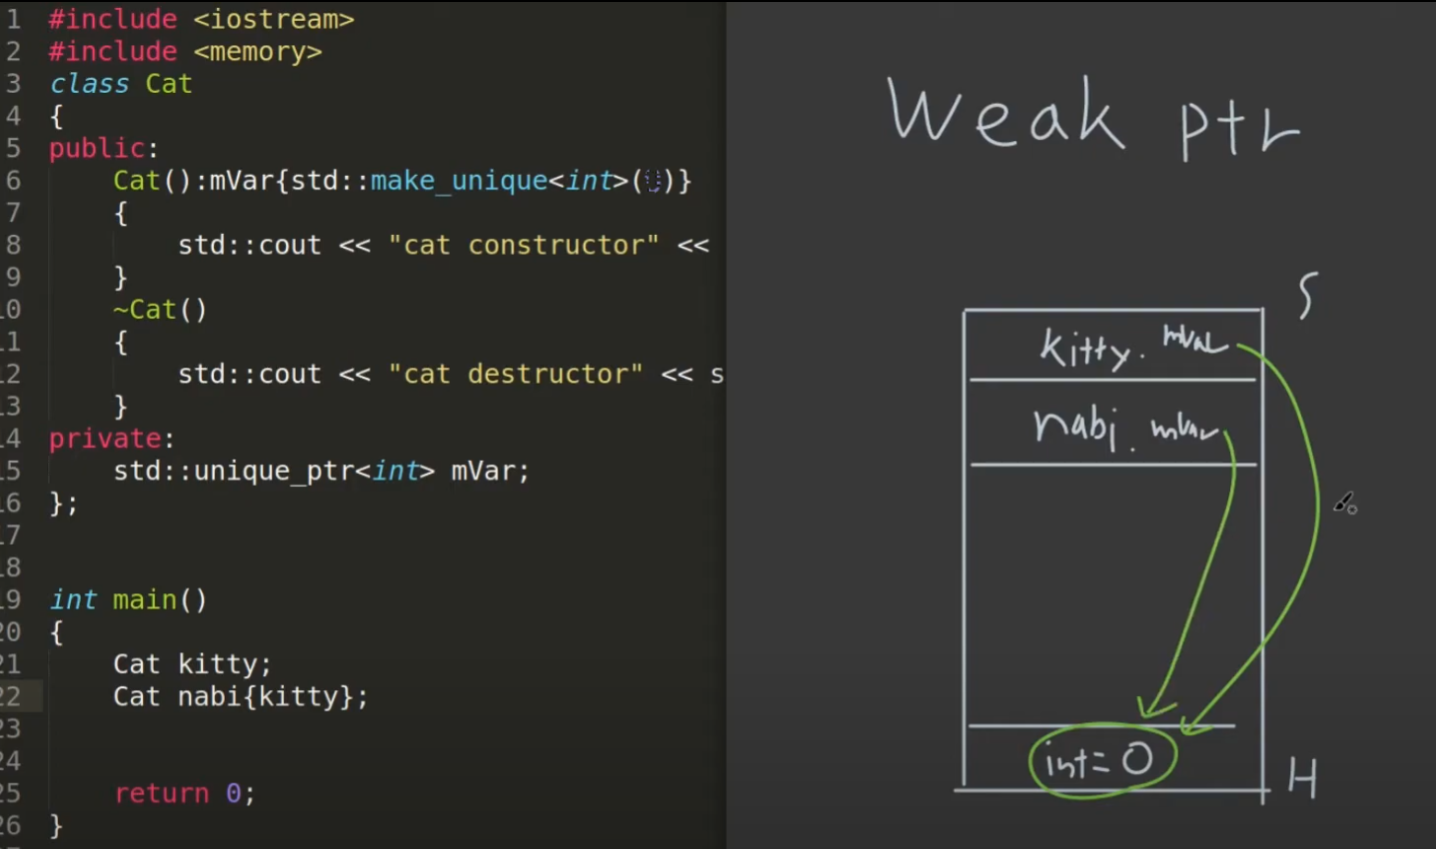 1 #include <iostream>
2 #include <memory>
3 class Cat
4 {
5 public:
6 Cat():mVar{std::make_unique<int>()}
7 {
8 std::cout << "cat constructor" <<
9 }
10 ~Cat()
11 {
12 std::cout << "cat destructor" << s
13 }
14 private:
15 std::unique_ptr<int> mVar;
16 };
17
18
19 int main()
20 {
21 Cat kitty;
22 Cat nabi{kitty};
23
24
25 return 0;
26 }
Weak ptr
S
kitty. mVar
nabi. mVar
int = 0
H